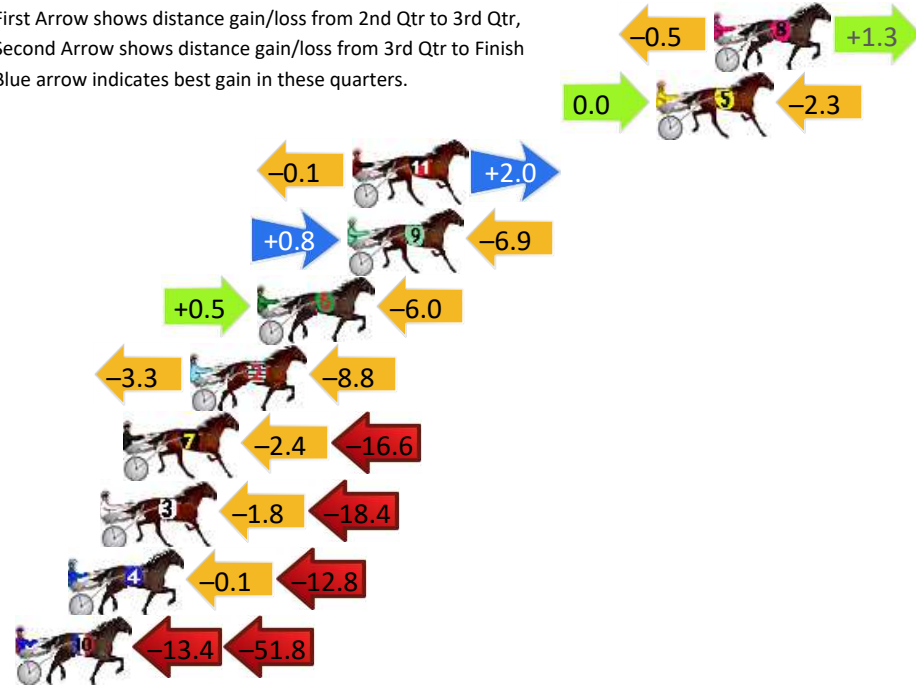 First Arrow shows distance gain/loss from 2nd Qtr to 3rd Qtr,
Second Arrow shows distance gain/loss from 3rd Qtr to Finish
Blue arrow indicates best gain in these quarters.
–0.5 8 +1.3
0.0 5 –2.3
–0.1 11 +2.0
+0.8 9 –6.9
+0.5 –6.0
–3.3 2 –8.8
7 –2.4 –16.6
3 –1.8 –18.4
4 –0.1 –12.8
10 –13.4 –51.8